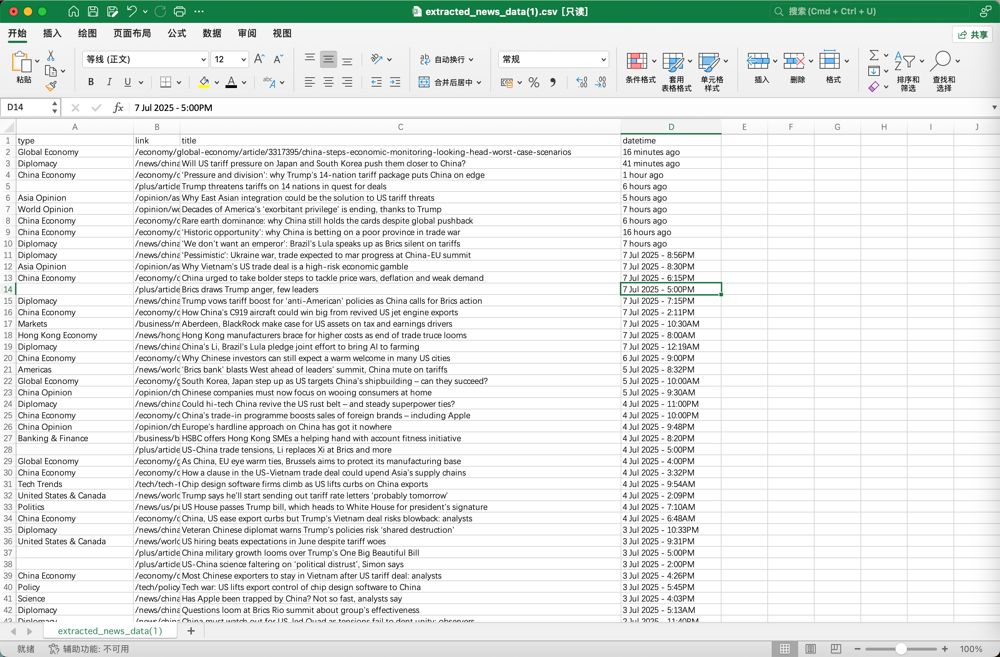 extracted_news_data(1).csv [只读]
搜索 (Cmd + Ctrl + U)
开始 插入 绘图 页面布局 公式 数据 审阅 视图 共享
粘贴 等线 (正文) 12 自动换行 常规 条件格式 套用表格格式 单元格样式 插入 删除 格式 排序和筛选 查找和选择
B I U A abc A 合并后居中 % .00
D14 fx 7 Jul 2025 - 5:00PM
A B C D E F G H I J
1 type link title datetime
2 Global Economy /economy/global-economy/article/3317395/china-steps-economic-monitoring-looking-head-worst-case-scenarios 16 minutes ago
3 Diplomacy /news/china Will US tariff pressure on Japan and South Korea push them closer to China? 41 minutes ago
4 China Economy /economy/c ‘Pressure and division’: why Trump’s 14-nation tariff package puts China on edge 1 hour ago
5 /plus/article Trump threatens tariffs on 14 nations in quest for deals 6 hours ago
6 Asia Opinion /opinion/as Why East Asian integration could be the solution to US tariff threats 5 hours ago
7 World Opinion /opinion/wo Decades of America’s ‘exorbitant privilege’ is ending, thanks to Trump 7 hours ago
8 China Economy /economy/c Rare earth dominance: why China still holds the cards despite global pushback 6 hours ago
9 China Economy /economy/c ‘Historic opportunity’: why China is betting on a poor province in trade war 16 hours ago
10 Diplomacy /news/china ‘We don’t want an emperor’: Brazil’s Lula speaks up as Brics silent on tariffs 7 hours ago
11 Diplomacy /news/china ‘Pessimistic’: Ukraine war, trade expected to mar progress at China-EU summit 7 Jul 2025 - 8:56PM
12 Asia Opinion /opinion/as Why Vietnam’s US trade deal is a high-risk economic gamble 7 Jul 2025 - 8:30PM
13 China Economy /economy/c China urged to take bolder steps to tackle price wars, deflation and weak demand 7 Jul 2025 - 6:15PM
14 /plus/article Brics draws Trump anger, few leaders 7 Jul 2025 - 5:00PM
15 Diplomacy /news/china Trump vows tariff boost for ‘anti-American’ policies as China calls for Brics action 7 Jul 2025 - 7:15PM
16 China Economy /economy/c How China’s C919 aircraft could win big from revived US jet engine exports 7 Jul 2025 - 2:11PM
17 Markets /business/m Aberdeen, BlackRock make case for US assets on tax and earnings drivers 7 Jul 2025 - 10:30AM
18 Hong Kong Economy /news/hong Hong Kong manufacturers brace for higher costs as end of trade truce looms 7 Jul 2025 - 8:00AM
19 Diplomacy /news/china China’s Li, Brazil’s Lula pledge joint effort to bring AI to farming 7 Jul 2025 - 12:19AM
20 China Economy /economy/c Why Chinese investors can still expect a warm welcome in many US cities 6 Jul 2025 - 9:00PM
21 Americas /news/world ‘Brics bank’ blasts West ahead of leaders’ summit, China mute on tariffs 5 Jul 2025 - 8:32PM
22 Global Economy /economy/g South Korea, Japan step up as US targets China’s shipbuilding – can they succeed? 5 Jul 2025 - 10:00AM
23 China Opinion /opinion/ch Chinese companies must now focus on wooing consumers at home 5 Jul 2025 - 9:30AM
24 Diplomacy /news/china Could hi-tech China revive the US rust belt – and steady superpower ties? 4 Jul 2025 - 11:00PM
25 China Economy /economy/c China’s trade-in programme boosts sales of foreign brands – including Apple 4 Jul 2025 - 10:00PM
26 China Opinion /opinion/ch Europe’s hardline approach on China has got it nowhere 4 Jul 2025 - 9:48PM
27 Banking & Finance /business/b HSBC offers Hong Kong SMEs a helping hand with account fitness initiative 4 Jul 2025 - 8:20PM
28 /plus/article US-China trade tensions, Li replaces Xi at Brics and more 4 Jul 2025 - 5:00PM
29 Global Economy /economy/g As China, EU eye warm ties, Brussels aims to protect its manufacturing base 4 Jul 2025 - 4:00PM
30 China Economy /economy/c How a clause in the US-Vietnam trade deal could upend Asia’s supply chains 4 Jul 2025 - 3:32PM
31 Tech Trends /tech/tech-t Chip design software firms climb as US lifts curbs on China exports 4 Jul 2025 - 9:54AM
32 United States & Canada /news/world Trump says he’ll start sending out tariff rate letters ‘probably tomorrow’ 4 Jul 2025 - 2:09PM
33 Politics /news/us/po US House passes Trump bill, which heads to White House for president’s signature 4 Jul 2025 - 7:10AM
34 China Economy /economy/c China, US ease export curbs but Trump’s Vietnam deal risks blowback: analysts 4 Jul 2025 - 6:48AM
35 Diplomacy /news/china Veteran Chinese diplomat warns Trump’s policies risk ‘shared destruction’ 3 Jul 2025 - 10:33PM
36 United States & Canada /news/world US hiring beats expectations in June despite tariff woes 3 Jul 2025 - 9:31PM
37 /plus/article China military growth looms over Trump’s One Big Beautiful Bill 3 Jul 2025 - 5:00PM
38 /plus/article US-China science faltering on ‘political distrust’, Simon says 3 Jul 2025 - 2:00PM
39 China Economy /economy/c Most Chinese exporters to stay in Vietnam after US tariff deal: analysts 3 Jul 2025 - 4:26PM
40 Policy /tech/policy Tech war: US lifts export control of chip design software to China 3 Jul 2025 - 5:45PM
41 Science /news/china Has Apple been trapped by China? Not so fast, analysts say 3 Jul 2025 - 4:03PM
42 Diplomacy /news/china Questions loom at Brics Rio summit about group’s effectiveness 3 Jul 2025 - 5:13AM
43 Diplomacy /news/china China must watch out for US-led Quad as tensions fail to dent unity: observers 2 Jul 2025 - 11:40PM
extracted_news_data(1)
就绪 辅助功能: 不可用 100%